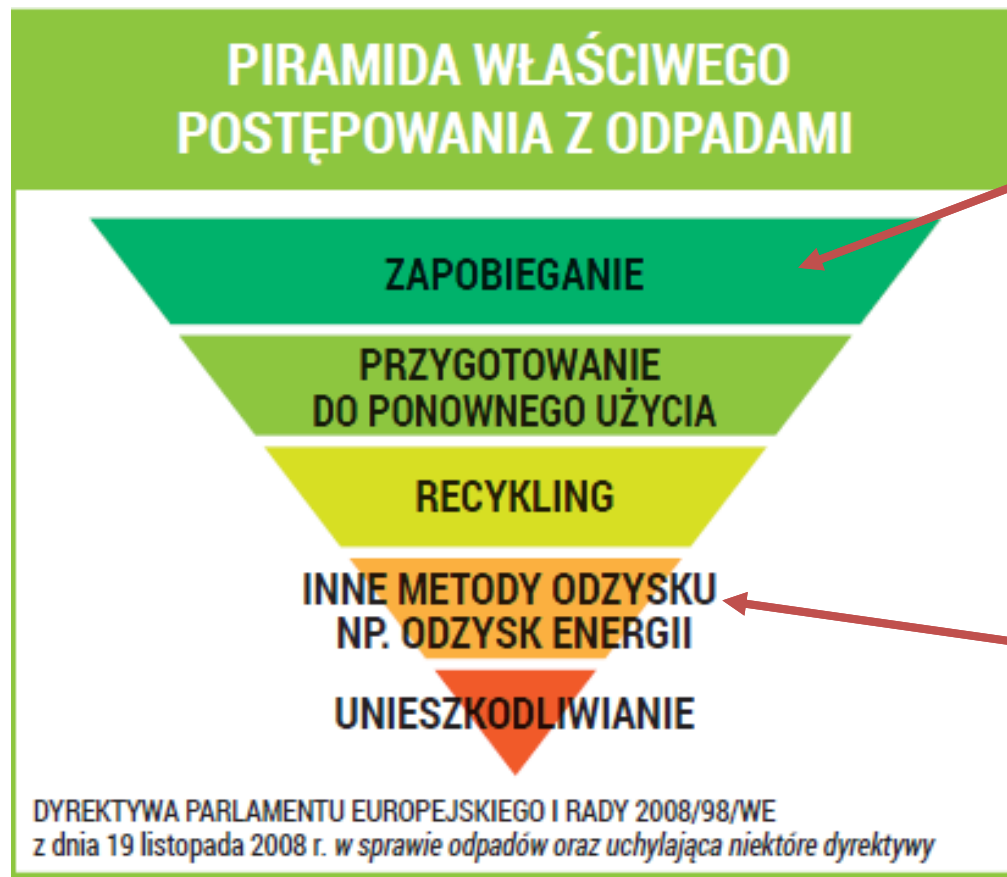 PIRAMIDA WŁAŚCIWEGO
POSTĘPOWANIA Z ODPADAMI
ZAPOBIEGANIE
PRZYGOTOWANIE
DO PONOWNEGO UŻYCIA
RECYKLING
INNE METODY ODZYSKU
NP. ODZYSK ENERGII
UNIESZKODLIWIANIE
DYREKTYWA PARLAMENTU EUROPEJSKIEGO I RADY 2008/98/WE
z dnia 19 listopada 2008 r. w sprawie odpadów oraz uchylająca niektóre dyrektywy